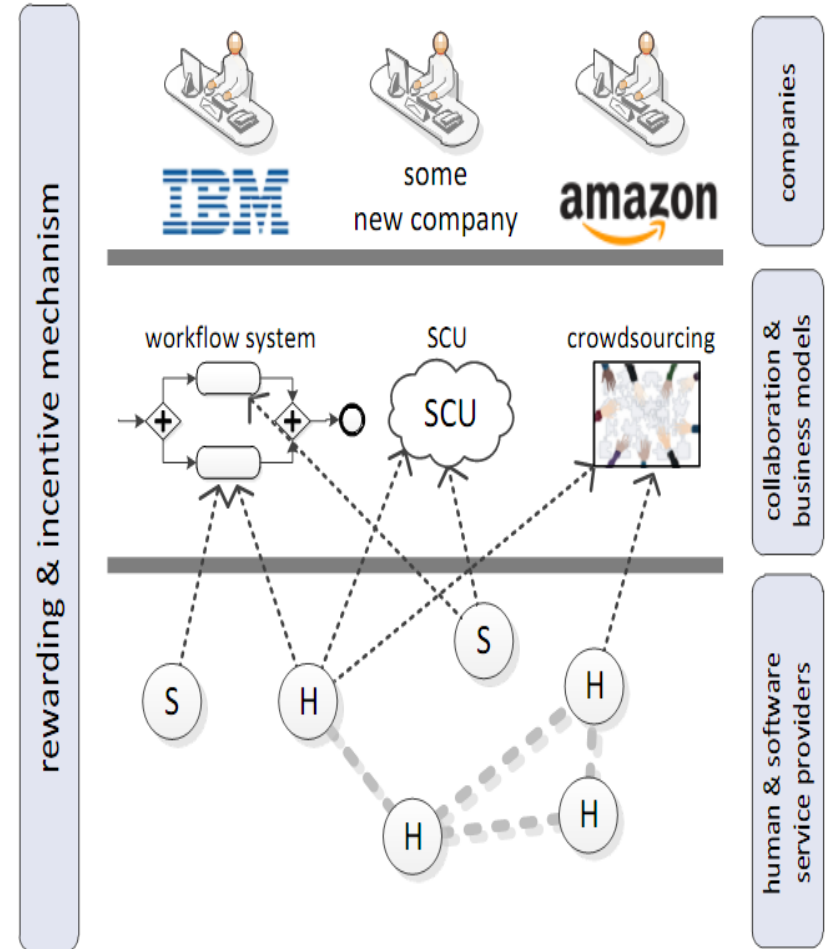 rewarding & incentive mechanism
IBM
some
new company
amazon
companies
workflow system
SCU
crowdsourcing
SCU
collaboration &
business models
S
H
S
H
H
H
human & software
service providers